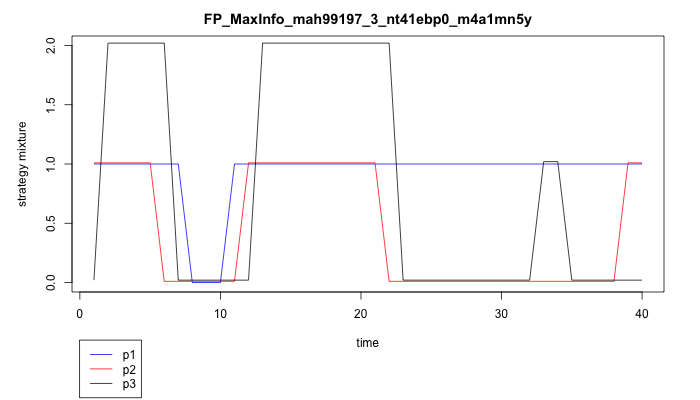 FP_MaxInfo_mah99197_3_nt41ebp0_m4a1mn5y
2.0
1.5
1.0
0.5
0.0
strategy mixture
0 10 20 30 40
time
p1
p2
p3